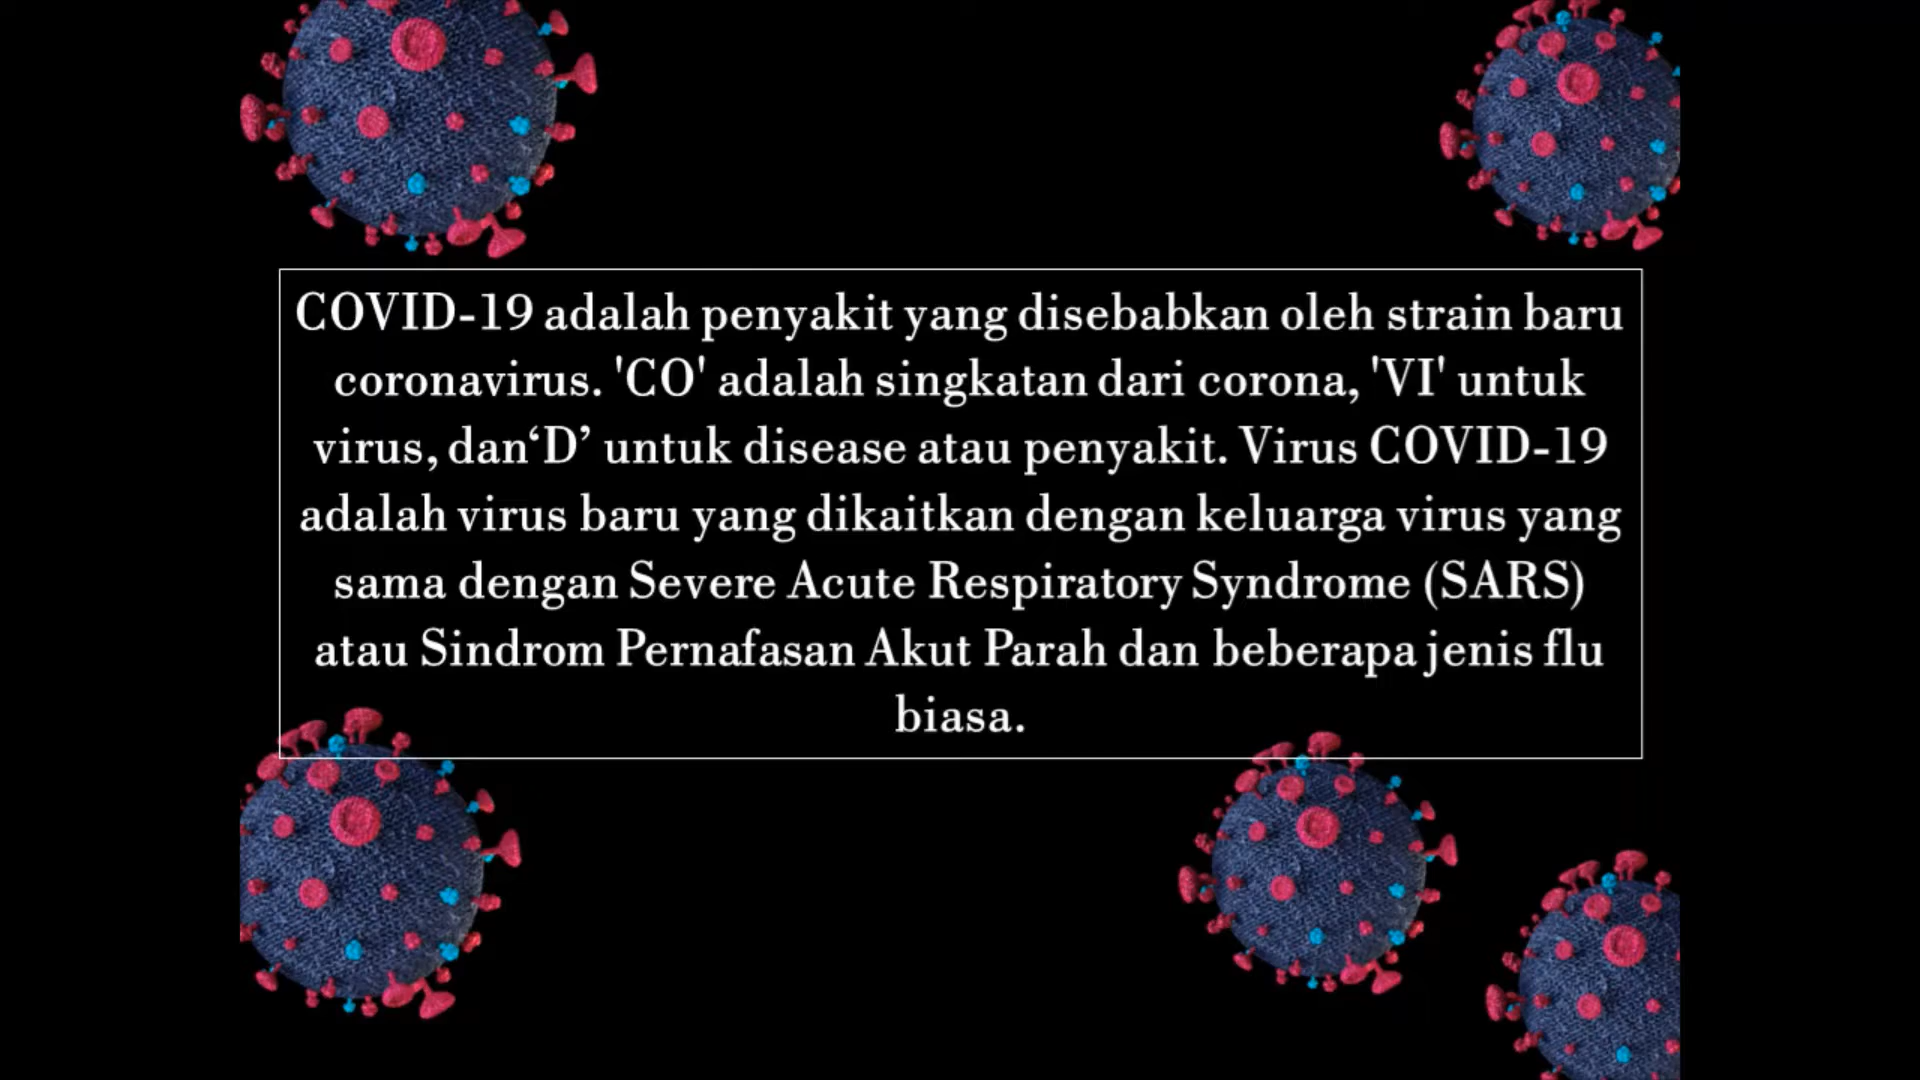 COVID-19 adalah penyakit yang disebabkan oleh strain baru
coronavirus. 'CO' adalah singkatan dari corona, 'VI' untuk
virus, dan‘D’ untuk disease atau penyakit. Virus COVID-19
adalah virus baru yang dikaitkan dengan keluarga virus yang
sama dengan Severe Acute Respiratory Syndrome (SARS)
atau Sindrom Pernafasan Akut Parah dan beberapa jenis flu
biasa.